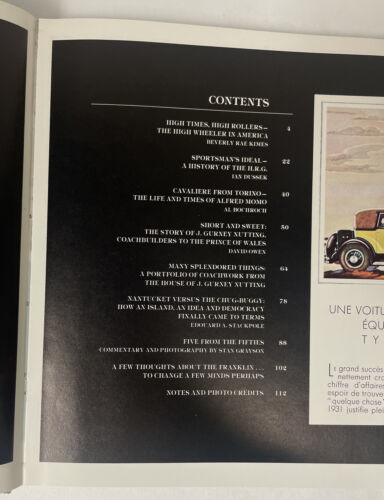 CONTENTS
HIGH TIMES, HIGH ROLLERS— 4
THE HIGH WHEELER IN AMERICA
BEVERLY RAE KIMES
SPORTSMAN'S IDEAL— 22
A HISTORY OF THE H.R.G.
IAN DUSSEK
CAVALIERE FROM TORINO— 40
THE LIFE AND TIMES OF ALFRED MOMO
AL BOCHROCH
SHORT AND SWEET: 50
THE STORY OF J. GURNEY NUTTING,
COACHBUILDERS TO THE PRINCE OF WALES
DAVID OWEN
MANY SPLENDORED THINGS: 64
A PORTFOLIO OF COACHWORK FROM
THE HOUSE OF J. GURNEY NUTTING
NANTUCKET VERSUS THE CHUG-BUGGY: 78
HOW AN ISLAND, AN IDEA AND DEMOCRACY
FINALLY CAME TO TERMS
EDOUARD A. STACKPOLE
FIVE FROM THE FIFTIES 88
COMMENTARY AND PHOTOGRAPHY BY STAN GRAYSON
A FEW THOUGHTS ABOUT THE FRANKLIN . . . 102
TO CHANGE A FEW MINDS PERHAPS
NOTES AND PHOTO CREDITS 112
UNE VOITU
ÉQU
TY
Le grand succès
nettement cro
chiffre d'affaires
espoir de trouve
"quelque chose"
1931 justifie plei